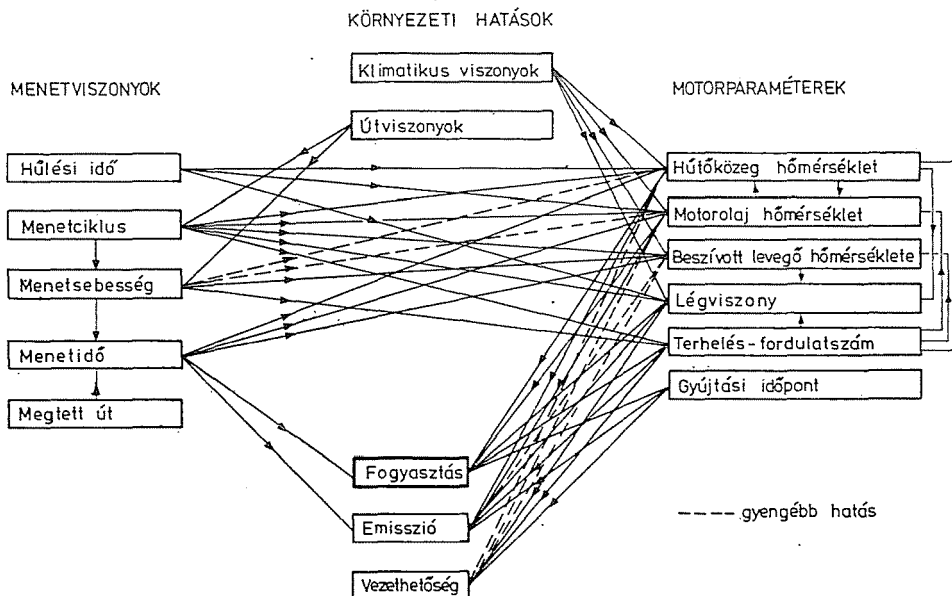 KÖRNYEZETI HATÁSOK
Klimatikus viszonyok
Útviszonyok
MENETVISZONYOK
Hűlési idő
Menetciklus
Menetsebesség
Menetidő
Megtett út
MOTORPARAMÉTEREK
Hűtőközeg hőmérséklet
Motorolaj hőmérséklet
Beszívott levegő hőmérséklete
Légviszony
Terhelés-fordulatszám
Gyújtási időpont
Fogyasztás
Emisszió
Vezethetőség
gyengébb hatás